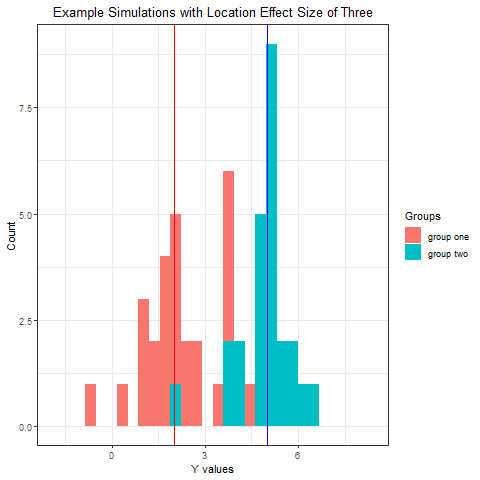 Example Simulations with Location Effect Size of Three
7.5
5.0
2.5
0.0
Count
0 3 6
Y values
Groups
group one
group two